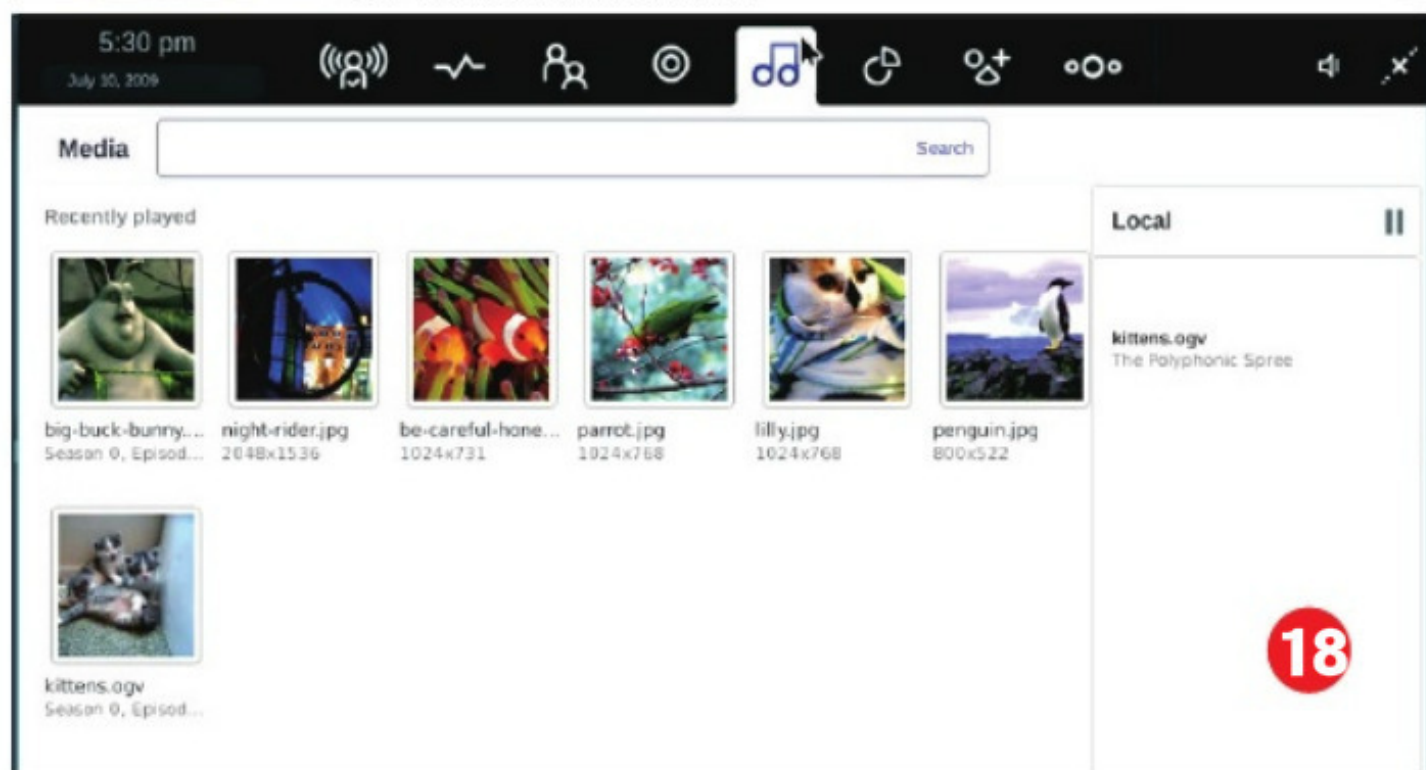 5:30 pm
July 10, 2009
Media
Search
Recently played
Local
big-buck-bunny....
Season 0, Episod...
night-rider.jpg
2048x1536
be-careful-hone...
1024x731
parrot.jpg
1024x768
lilly.jpg
1024x768
penguin.jpg
800x522
kittens.ogv
The Polyphonic Spree
kittens.ogv
Season 0, Episod...
18